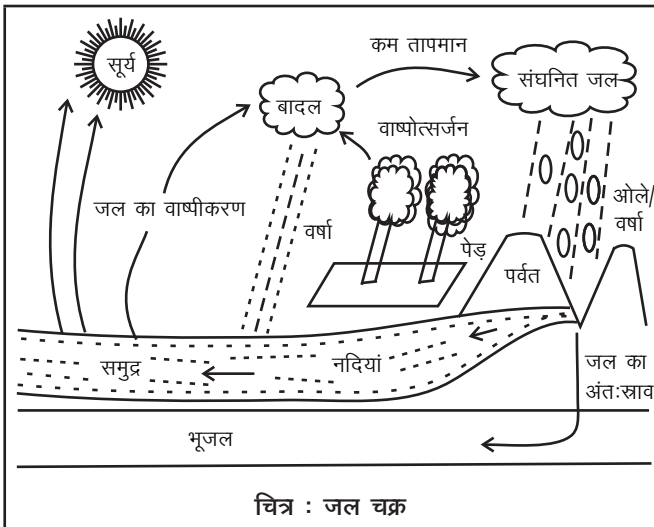 सूर्य
कम तापमान
संघनित जल
बादल
वाष्पोत्सर्जन
जल का वाष्पीकरण
वर्षा
पेड़
ओले/
वर्षा
पर्वत
समुद्र
नदियां
जल का
अंत:स्राव
भूजल
चित्र : जल चक्र